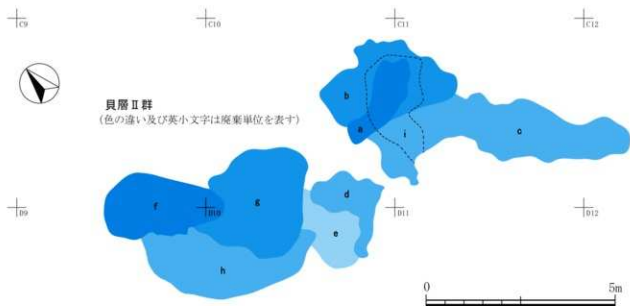 C9 C10 C11 C12
貝層Ⅱ群
(色の違い及び英小文字は廃棄単位を表す)
b
a
i
c
f
g
d
D9 D10 D11 D12
e
h
0 5m